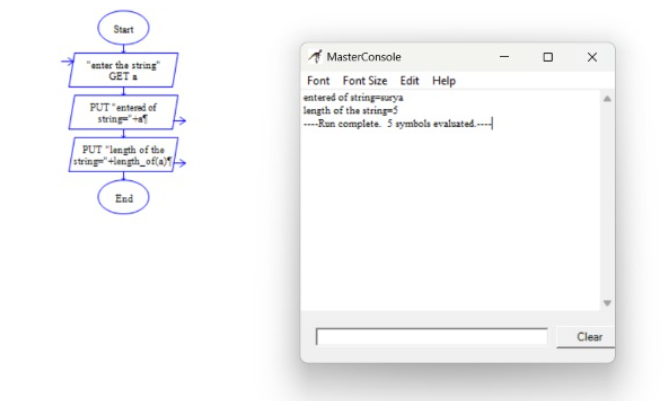 Start
"enter the string"
GET a
PUT "entered of
string="+a¶
PUT "length of the
string="+length_of(a)¶
End
MasterConsole
Font Font Size Edit Help
entered of string=surya
length of the string=5
----Run complete. 5 symbols evaluated.----
Clear